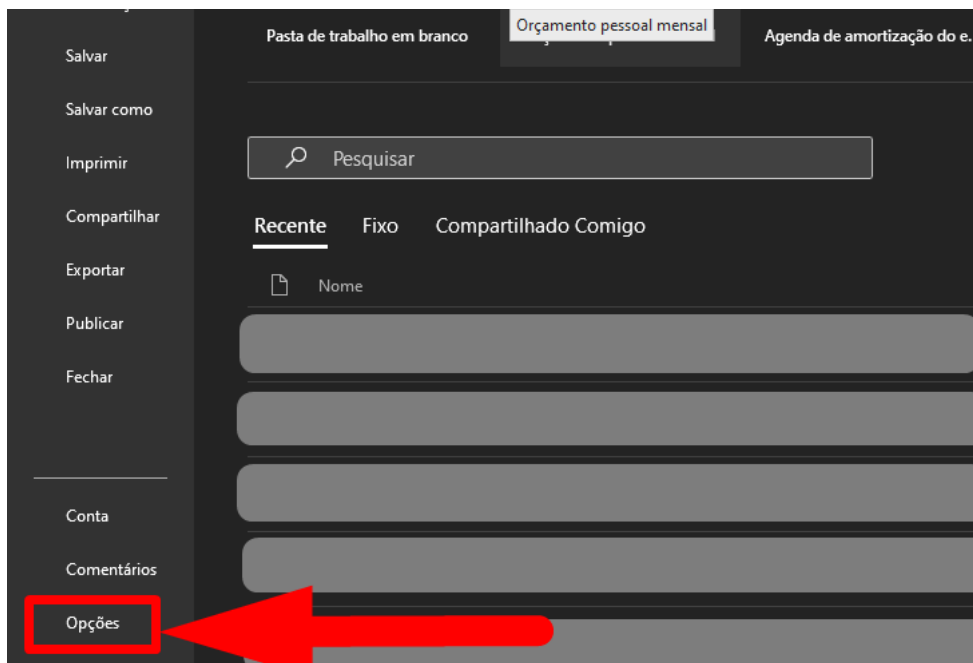 Salvar
Salvar como
Imprimir
Compartilhar
Exportar
Publicar
Fechar
Conta
Comentários
Opções
Pasta de trabalho em branco
Orçamento pessoal mensal
Agenda de amortização do e.
Pesquisar
Recente Fixo Compartilhado Comigo
Nome